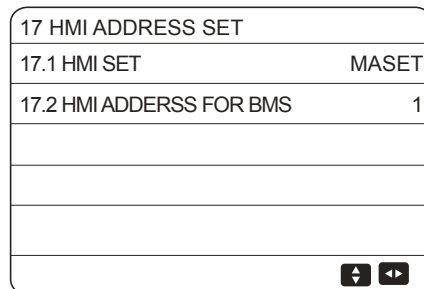 17 HMI ADDRESS SET
17.1 HMI SET MASET
17.2 HMI ADDERSS FOR BMS 1